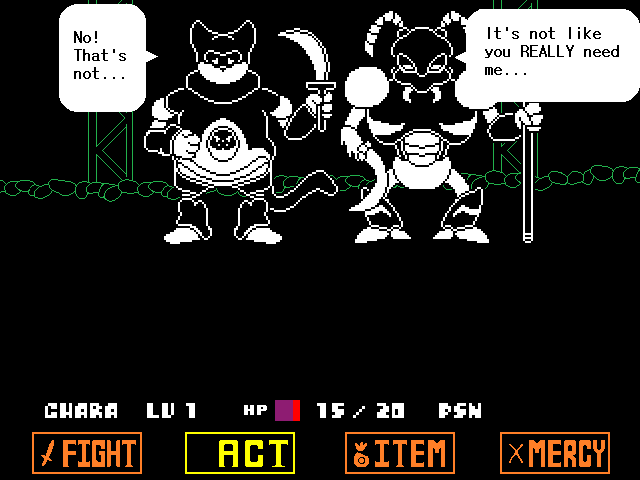 No!
That's
not...
It's not like
you REALLY need
me...
CHARA LV 1 HP 15 / 20 PSN
FIGHT ACT ITEM MERCY